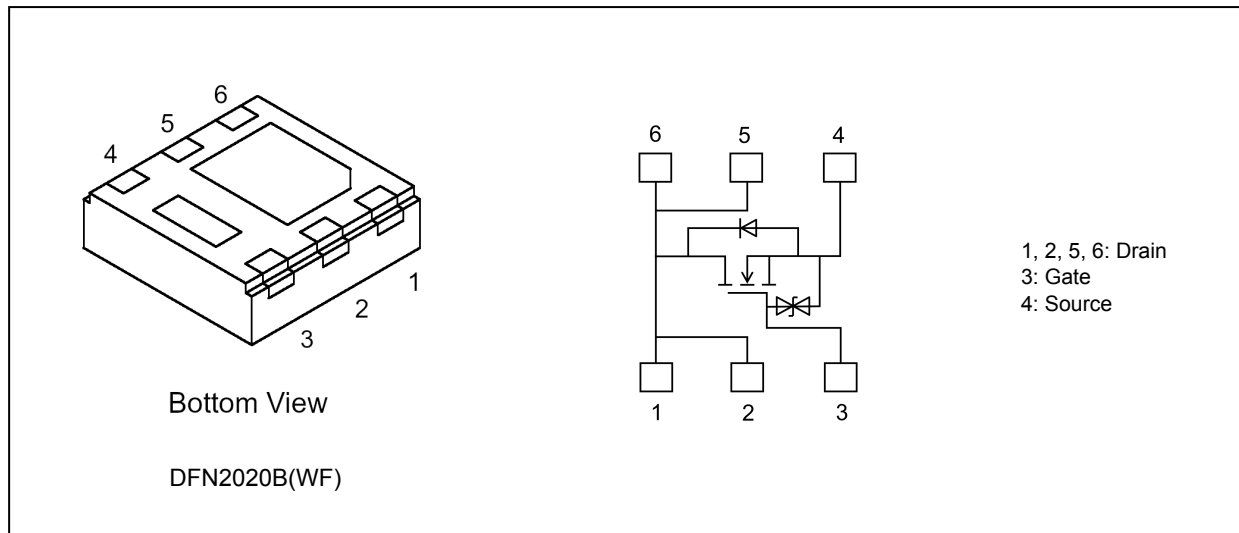 6
5
4
1
2
3
Bottom View
DFN2020B(WF)
6 5 4
1 2 3
1, 2, 5, 6: Drain
3: Gate
4: Source